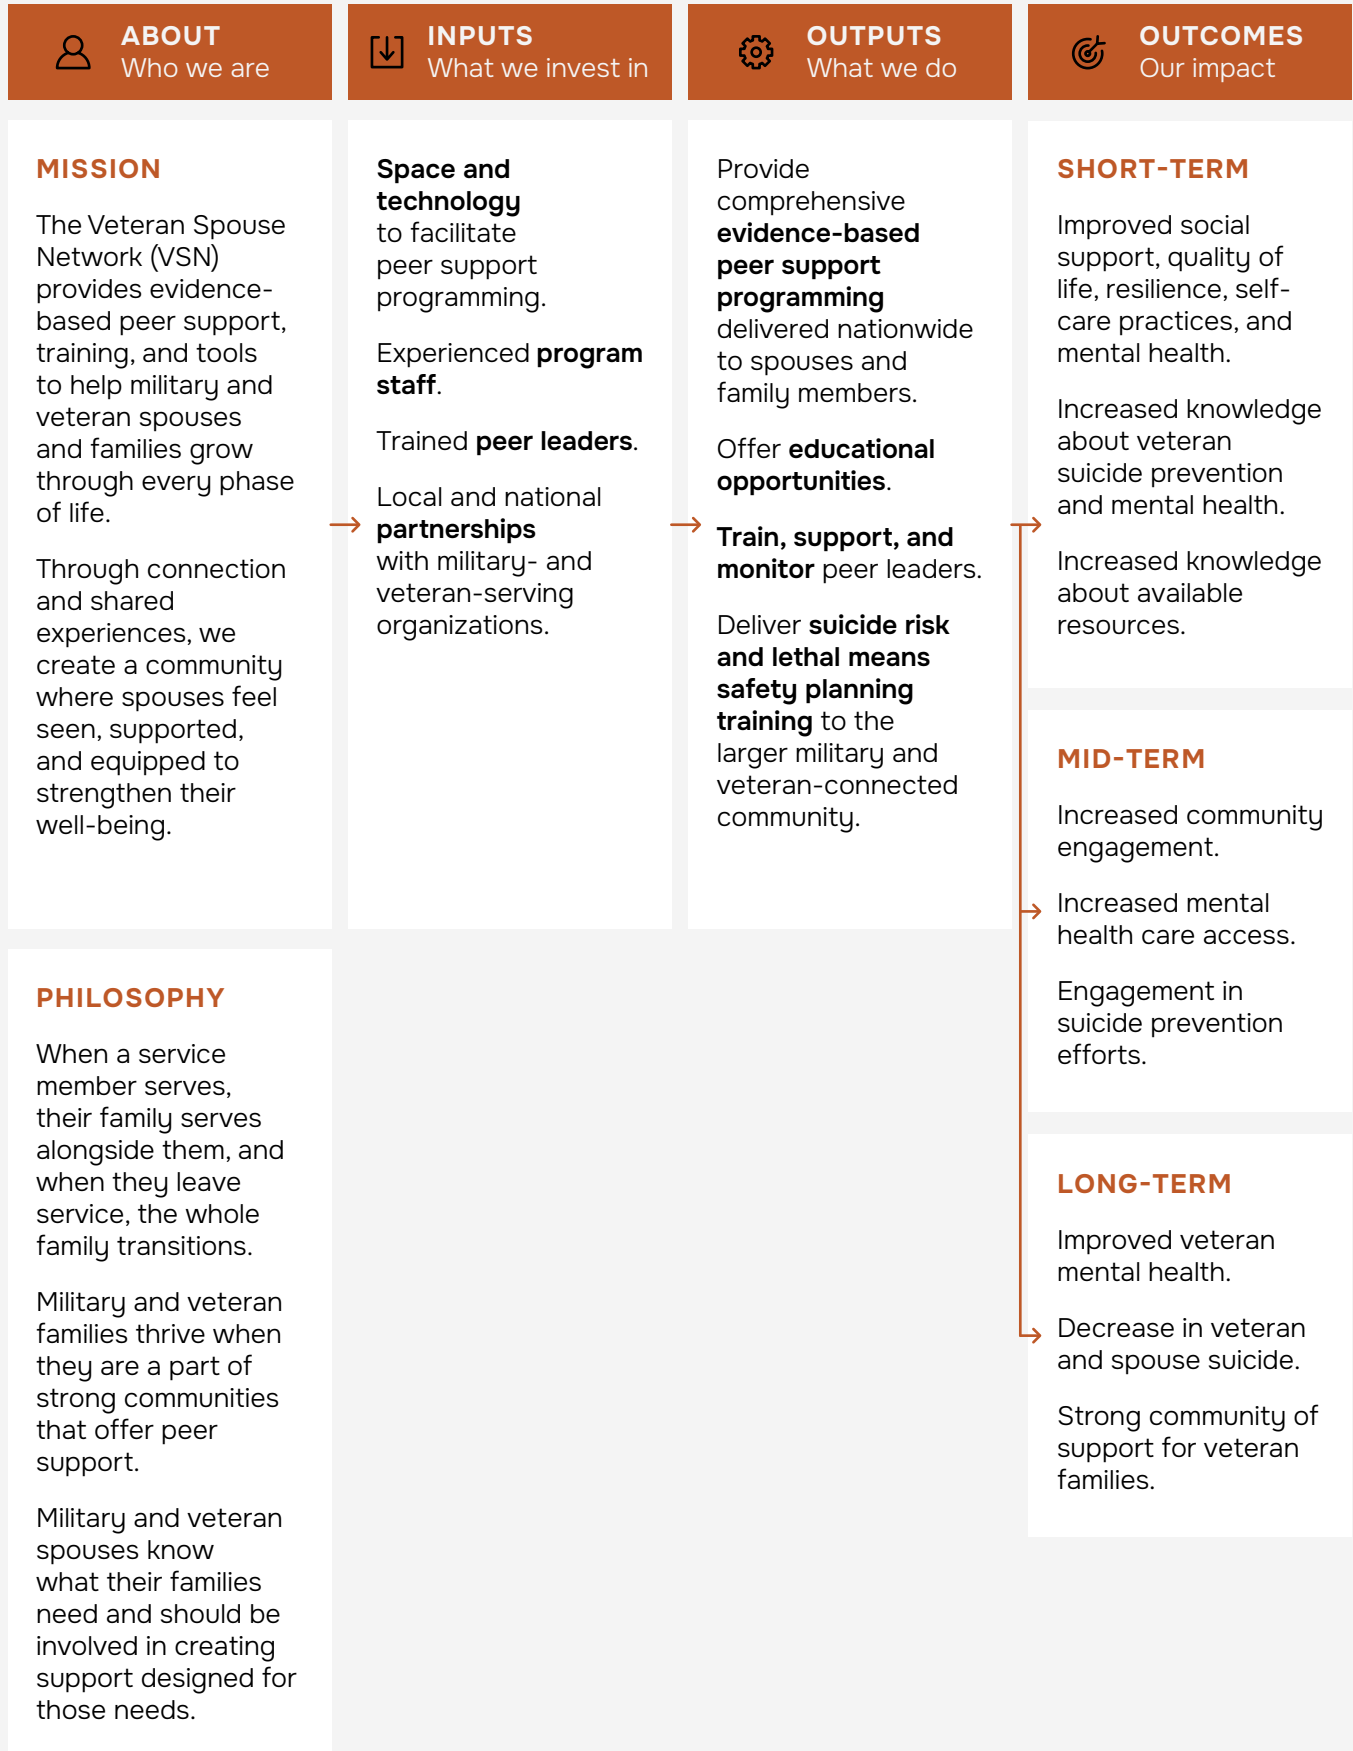 ABOUT
Who we are
MISSION
The Veteran Spouse
Network (VSN)
provides evidence-
based peer support,
training, and tools
to help military and
veteran spouses
and families grow
through every phase
of life.
Through connection
and shared
experiences, we
create a community
where spouses feel
seen, supported,
and equipped to
strengthen their
well-being.
PHILOSOPHY
When a service
member serves,
their family serves
alongside them, and
when they leave
service, the whole
family transitions.
Military and veteran
families thrive when
they are a part of
strong communities
that offer peer
support.
Military and veteran
spouses know
what their families
need and should be
involved in creating
support designed for
those needs.
INPUTS
What we invest in
Space and
technology
to facilitate
peer support
programming.
Experienced program
staff.
Trained peer leaders.
Local and national
partnerships
with military- and
veteran-serving
organizations.
OUTPUTS
What we do
Provide
comprehensive
evidence-based
peer support
programming
delivered nationwide
to spouses and
family members.
Offer educational
opportunities.
Train, support, and
monitor peer leaders.
Deliver suicide risk
and lethal means
safety planning
training to the
larger military and
veteran-connected
community.
OUTCOMES
Our impact
SHORT-TERM
Improved social
support, quality of
life, resilience, self-
care practices, and
mental health.
Increased knowledge
about veteran
suicide prevention
and mental health.
Increased knowledge
about available
resources.
MID-TERM
Increased community
engagement.
Increased mental
health care access.
Engagement in
suicide prevention
efforts.
LONG-TERM
Improved veteran
mental health.
Decrease in veteran
and spouse suicide.
Strong community of
support for veteran
families.